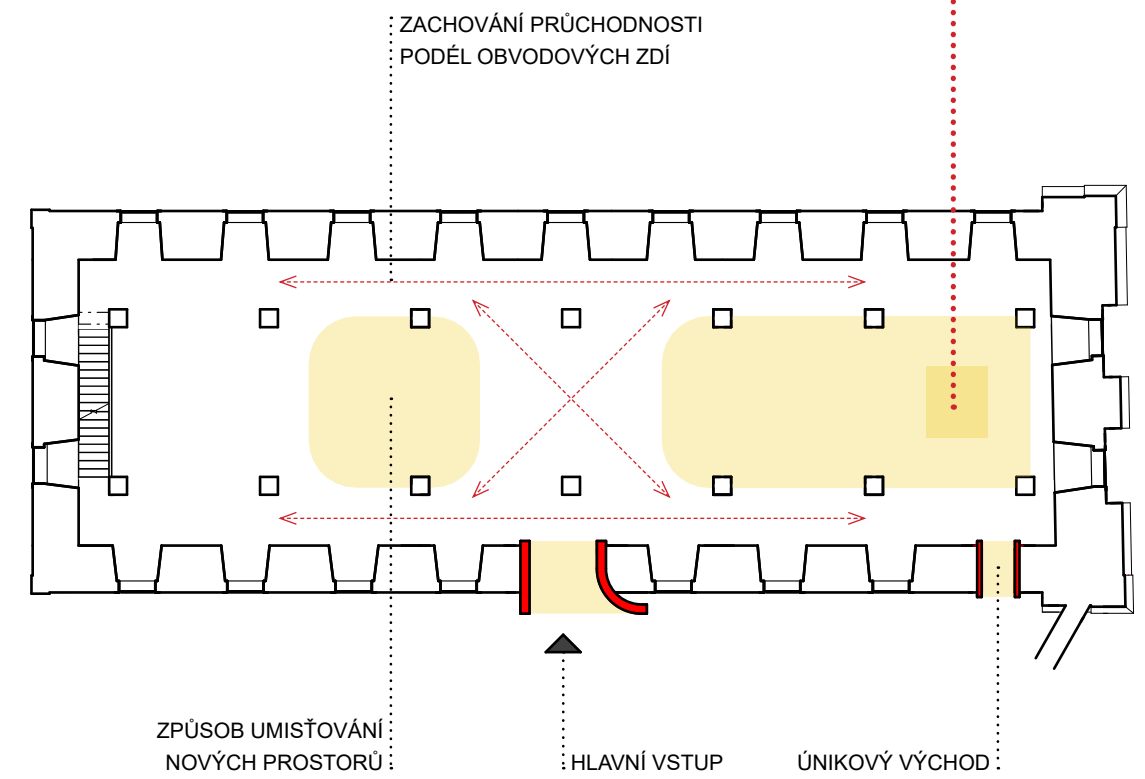 ZACHOVÁNÍ PRŮCHODNOSTI
PODÉL OBVODOVÝCH ZDÍ
ZPŮSOB UMISŤOVÁNÍ
NOVÝCH PROSTORŮ
HLAVNÍ VSTUP
ÚNIKOVÝ VÝCHOD